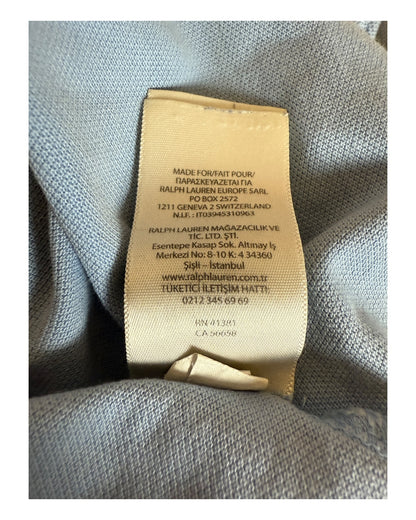 MADE FOR/FAIT POUR/
ΠΑΡΑΣΚΕΥΑΖΕΤΑΙ ΓΙΑ
RALPH LAUREN EUROPE SARL
PO BOX 2572
1211 GENEVA 2 SWITZERLAND
N.I.F. : IT03945310963
RALPH LAUREN MAĞAZACILIK VE
TİC. LTD. ŞTİ.
Esentepe Kasap Sok. Altınay İş
Merkezi No: 8-10 K: 4 34360
Şişli – İstanbul
www.ralphlauren.com.tr
TÜKETİCİ İLETİŞİM HATTI:
0212 345 69 69
RN 41381
CA 56658